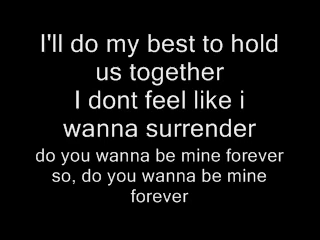 I'll do my best to hold
us together
I dont feel like i
wanna surrender
do you wanna be mine forever
so, do you wanna be mine
forever